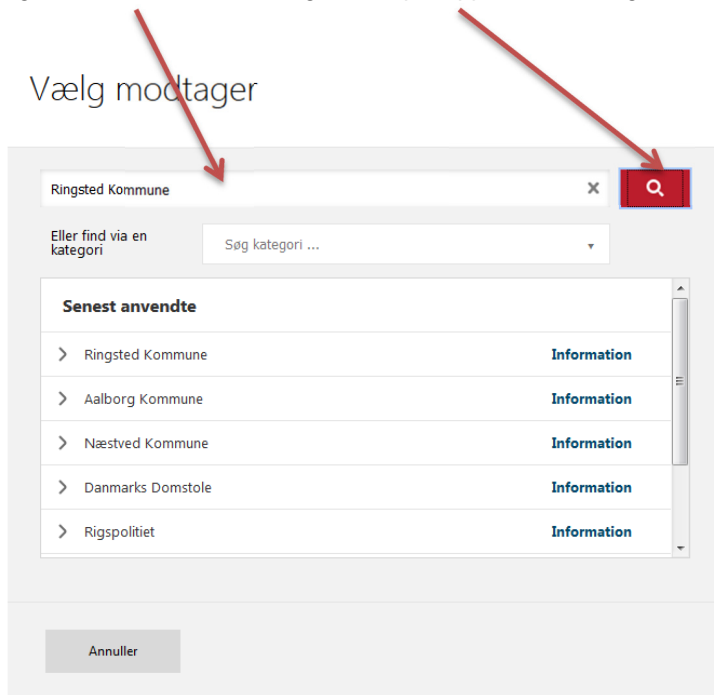 Vælg modtager
Ringsted Kommune
Eller find via en
kategori
Søg kategori ...
Senest anvendte
Ringsted Kommune Information
Aalborg Kommune Information
Næstved Kommune Information
Danmarks Domstole Information
Rigspolitiet Information
Annuller